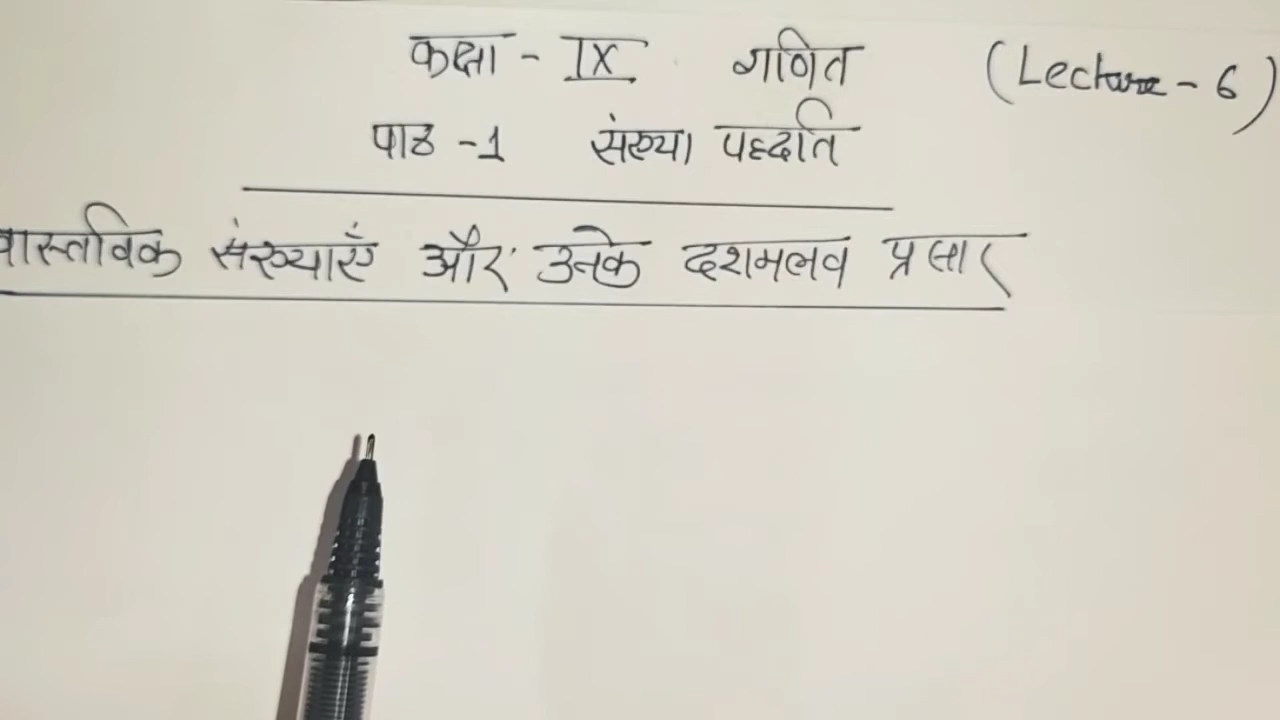 कक्षा - IX गणित (Lecture - 6)
पाठ -1 संख्या पद्धति
वास्तविक संख्याएँ और उनके दशमलव प्रसार